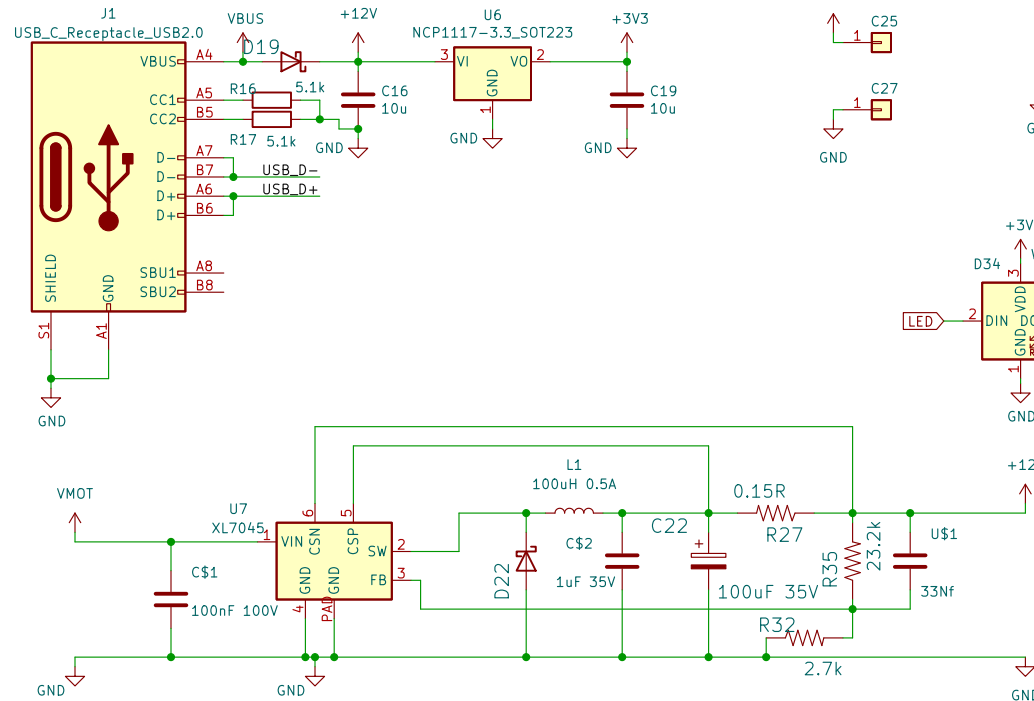 J1
USB_C_Receptacle_USB2.0
VBUS
A4
CC1
A5
CC2
B5
D-
A7
D-
B7
D+
A6
D+
B6
SBU1
A8
SBU2
B8
SHIELD
GND
S1
A1
GND
VBUS
D19
+12V
R16
5.1k
R17
5.1k
C16
10u
GND
USB_D-
USB_D+
U6
NCP1117-3.3_SOT223
3
VI
VO
2
GND
1
GND
+3V3
C19
10u
GND
C25
1
C27
1
GND
+3V
D34
3
VDD
LED
2
DIN
GND
1
GND
VMOT
U7
XL7045
1
VIN
6
CSN
5
CSP
SW
2
FB
3
GND
GND
4
PAD
C$1
100nF 100V
GND
GND
L1
100uH 0.5A
D22
C$2
1uF 35V
C22
+
100uF 35V
0.15R
R27
R35
23.2k
U$1
33Nf
R32
2.7k
+12